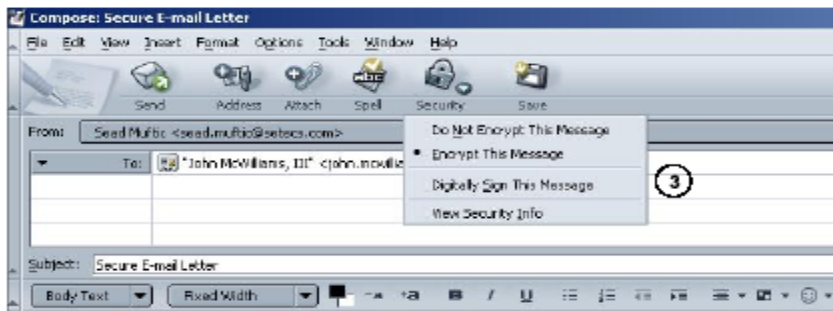 Compose: Secure E-mail Letter
File Edit View Insert Format Options Tools Window Help
Send Address Attach Spell Security Save
From: Sead Muftic <sead.muftic@setecs.com>
Do Not Encrypt This Message
To: "John McWilliams, III" <john.mcwillia
Encrypt This Message
Digitally Sign This Message
3
View Security Info
Subject: Secure E-mail Letter
Body Text Fixed Width